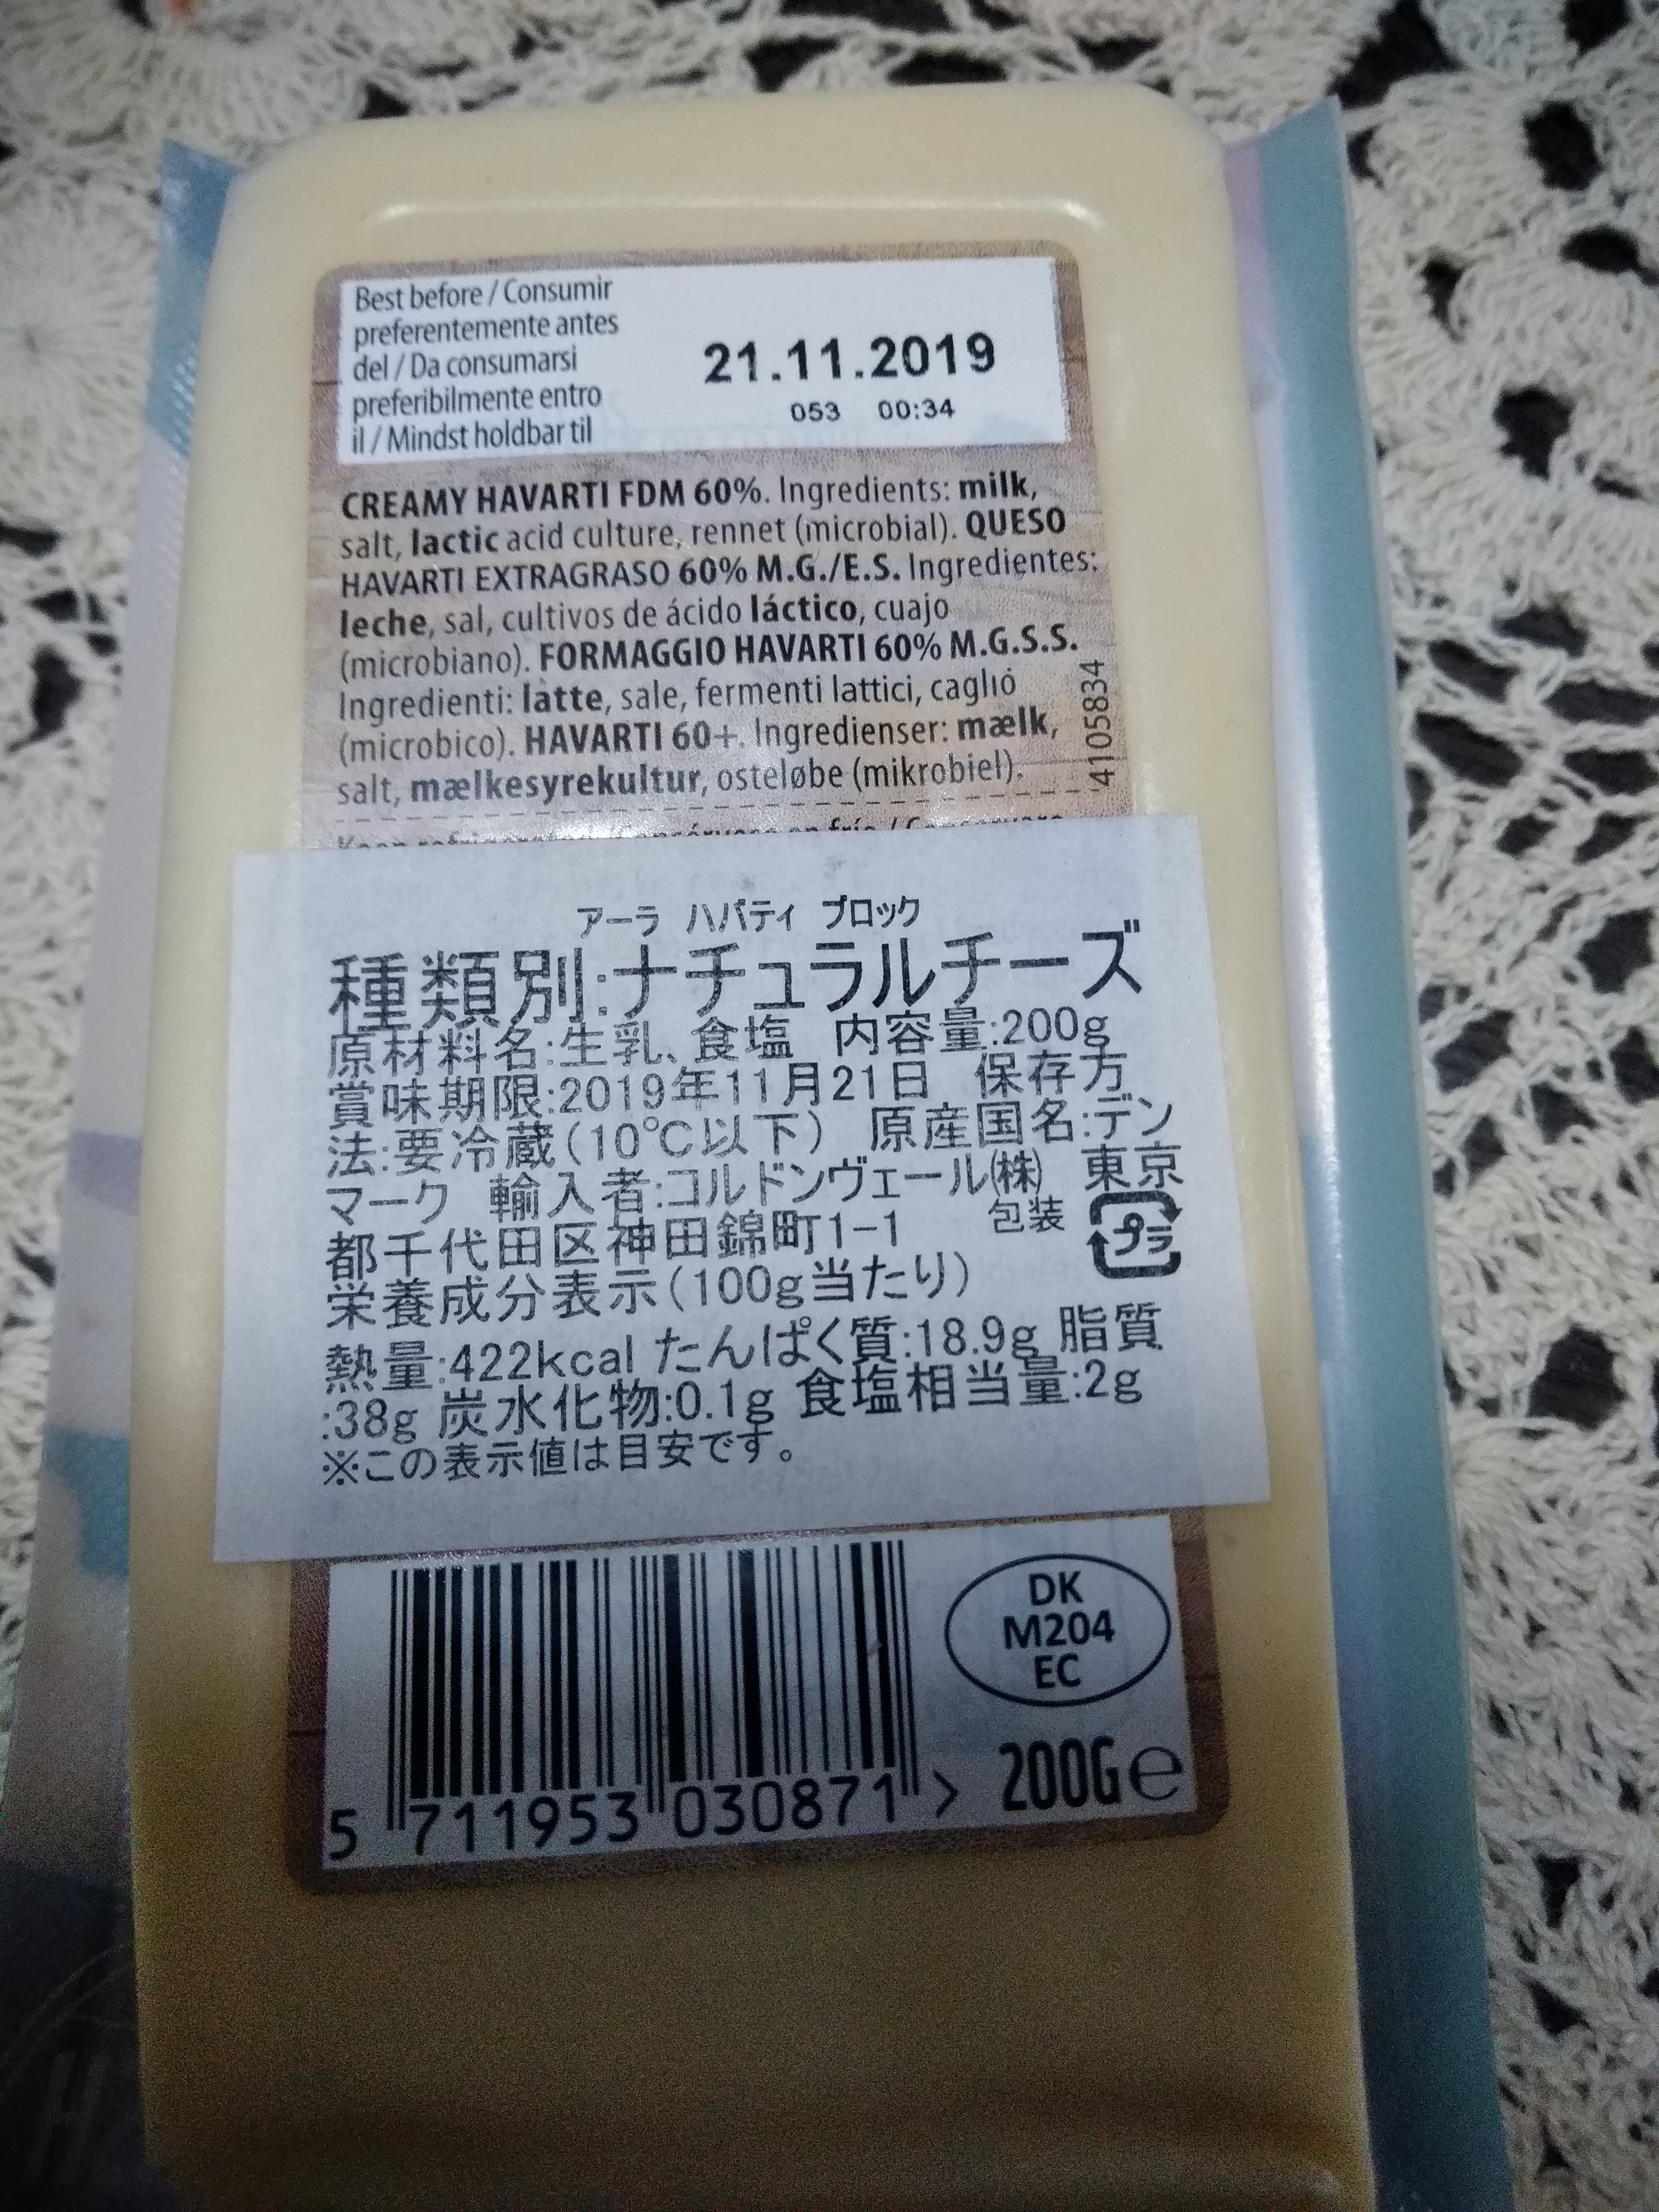 Best before / Consumir
preferentemente antes
del / Da consumarsi
preferibilmente entro
il / Mindst holdbar til
21.11.2019
053 00:34
CREAMY HAVARTI FDM 60%. Ingredients: milk,
salt, lactic acid culture, rennet (microbial). QUESO
HAVARTI EXTRAGRASO 60% M.G./E.S. Ingredientes:
leche, sal, cultivos de ácido láctico, cuajo
(microbiano). FORMAGGIO HAVARTI 60% M.G.S.S.
Ingredienti: latte, sale, fermenti lattici, caglio
(microbico). HAVARTI 60+. Ingredienser: mælk,
salt, mælkesyrekultur, osteløbe (mikrobiel).
4105834
アーラ ハバティ ブロック
種類別:ナチュラルチーズ
原材料名:生乳、食塩 内容量:200g
賞味期限:2019年11月21日 保存方
法:要冷蔵(10℃以下) 原産国名:デン
マーク 輸入者:コルドンヴェール㈱ 東京
都千代田区神田錦町1-1 包装 プラ
栄養成分表示(100g当たり)
熱量:422kcal たんぱく質:18.9g 脂質
:38g 炭水化物:0.1g 食塩相当量:2g
※この表示値は目安です。
DK
M204
EC
200G e
5 711953 030871 >